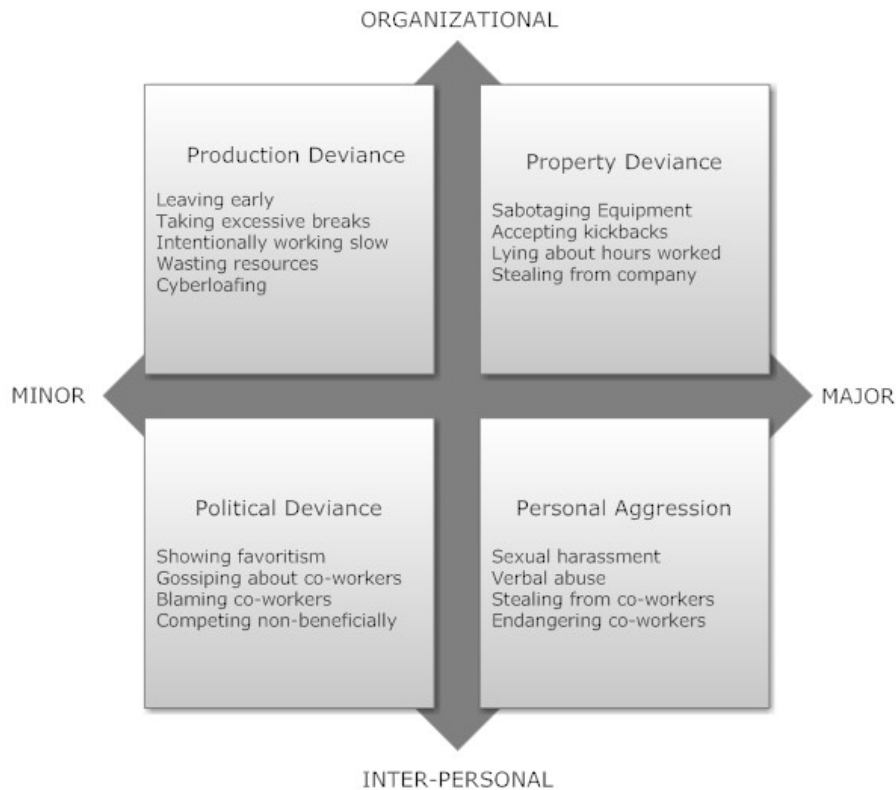 ORGANIZATIONAL
Production Deviance
Leaving early
Taking excessive breaks
Intentionally working slow
Wasting resources
Cyberloafing
Property Deviance
Sabotaging Equipment
Accepting kickbacks
Lying about hours worked
Stealing from company
MINOR
MAJOR
Political Deviance
Showing favoritism
Gossiping about co-workers
Blaming co-workers
Competing non-beneficially
Personal Aggression
Sexual harassment
Verbal abuse
Stealing from co-workers
Endangering co-workers
INTER-PERSONAL